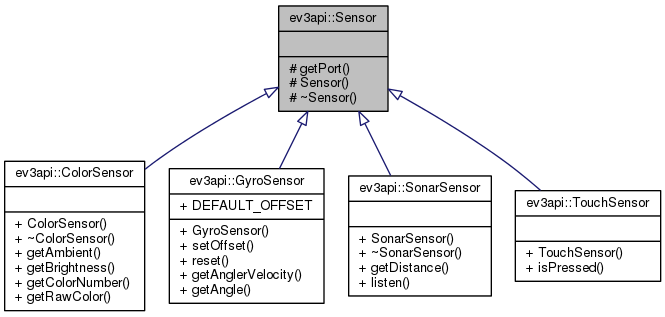 ev3api::Sensor
# getPort()
# Sensor()
# ~Sensor()
ev3api::ColorSensor
+ ColorSensor()
+ ~ColorSensor()
+ getAmbient()
+ getBrightness()
+ getColorNumber()
+ getRawColor()
ev3api::GyroSensor
+ DEFAULT_OFFSET
+ GyroSensor()
+ setOffset()
+ reset()
+ getAnglerVelocity()
+ getAngle()
ev3api::SonarSensor
+ SonarSensor()
+ ~SonarSensor()
+ getDistance()
+ listen()
ev3api::TouchSensor
+ TouchSensor()
+ isPressed()